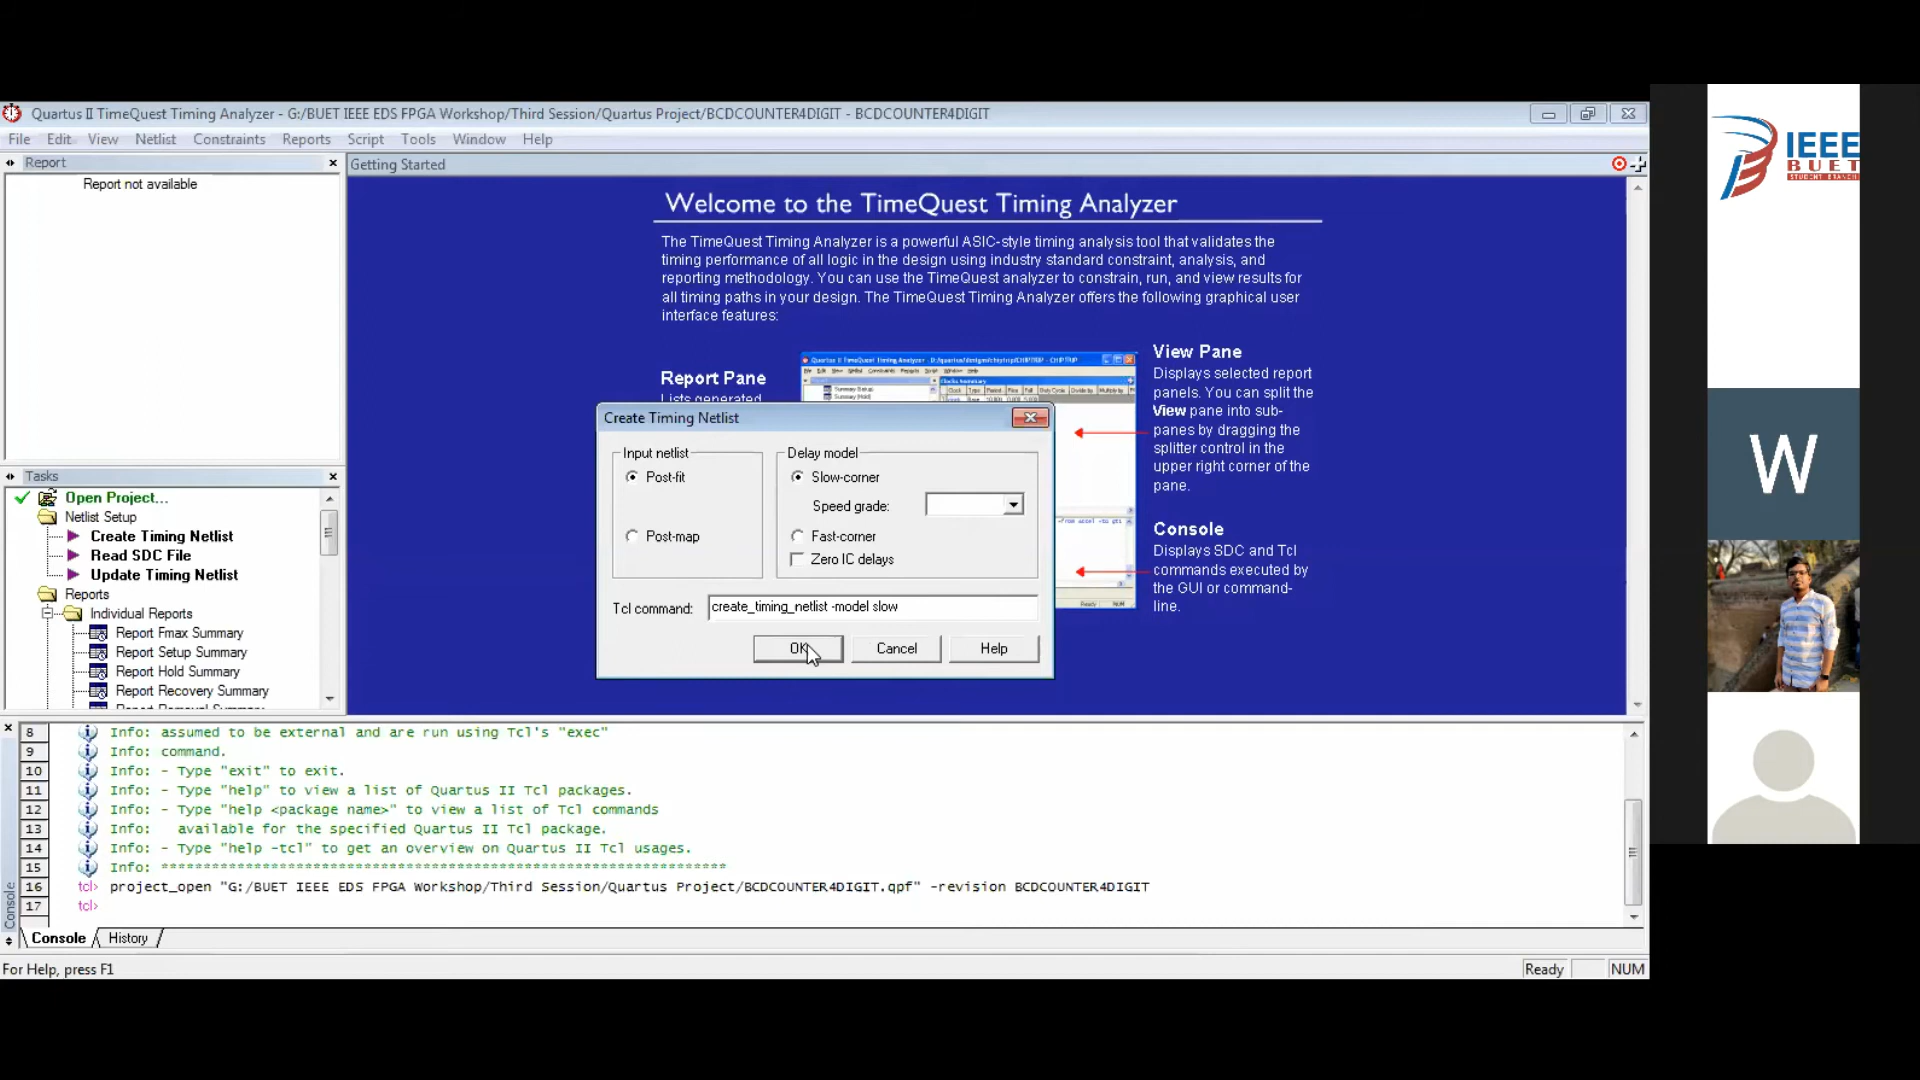 Quartus II TimeQuest Timing Analyzer - G:/BUET IEEE EDS FPGA Workshop/Third Session/Quartus Project/BCDCOUNTER4DIGIT - BCDCOUNTER4DIGIT
File Edit View Netlist Constraints Reports Script Tools Window Help
Report
Report not available
Getting Started
Welcome to the TimeQuest Timing Analyzer
The TimeQuest Timing Analyzer is a powerful ASIC-style timing analysis tool that validates the
timing performance of all logic in the design using industry standard constraint, analysis, and
reporting methodology. You can use the TimeQuest analyzer to constrain, run, and view results for
all timing paths in your design. The TimeQuest Timing Analyzer offers the following graphical user
interface features:
Report Pane
Lists generated
View Pane
Displays selected report
panels. You can split the
View pane into sub-
panes by dragging the
splitter control in the
upper right corner of the
pane.
Console
Displays SDC and Tcl
commands executed by
the GUI or command-
line.
Create Timing Netlist
Input netlist
Post-fit
Post-map
Delay model
Slow-corner
Speed grade:
Fast-corner
Zero IC delays
Tcl command: create_timing_netlist -model slow
OK Cancel Help
Tasks
Open Project...
Netlist Setup
Create Timing Netlist
Read SDC File
Update Timing Netlist
Reports
Individual Reports
Report Fmax Summary
Report Setup Summary
Report Hold Summary
Report Recovery Summary
Report Removal Summary
8 Info: assumed to be external and are run using Tcl's "exec"
9 Info: command.
10 Info: - Type "exit" to exit.
11 Info: - Type "help" to view a list of Quartus II Tcl packages.
12 Info: - Type "help <package name>" to view a list of Tcl commands
13 Info: available for the specified Quartus II Tcl package.
14 Info: - Type "help -tcl" to get an overview on Quartus II Tcl usages.
15 Info: *******************************************************************
16 tcl> project_open "G:/BUET IEEE EDS FPGA Workshop/Third Session/Quartus Project/BCDCOUNTER4DIGIT.qpf" -revision BCDCOUNTER4DIGIT
17 tcl>
Console
Console History
For Help, press F1
Ready NUM
IEEE
BUET
STUDENT BRANCH
W